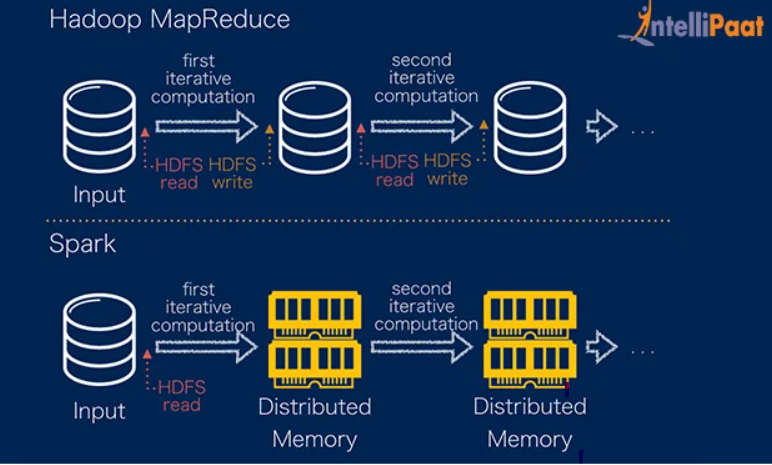 Hadoop MapReduce
intelliPaat
first
iterative
computation
second
iterative
computation
HDFS HDFS
read write
HDFS HDFS
read write
...
Input
Spark
first
iterative
computation
second
iterative
computation
...
HDFS
read
Input
Distributed
Memory
Distributed
Memory